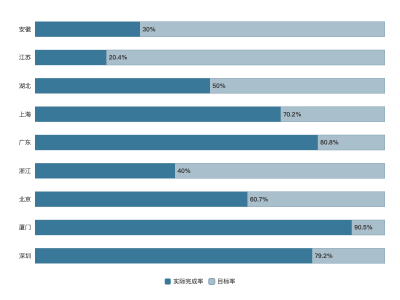 安徽 30%
江苏 20.4%
湖北 50%
上海 70.2%
广东 80.8%
浙江 40%
北京 60.7%
厦门 90.5%
深圳 79.2%
实际完成率 目标率